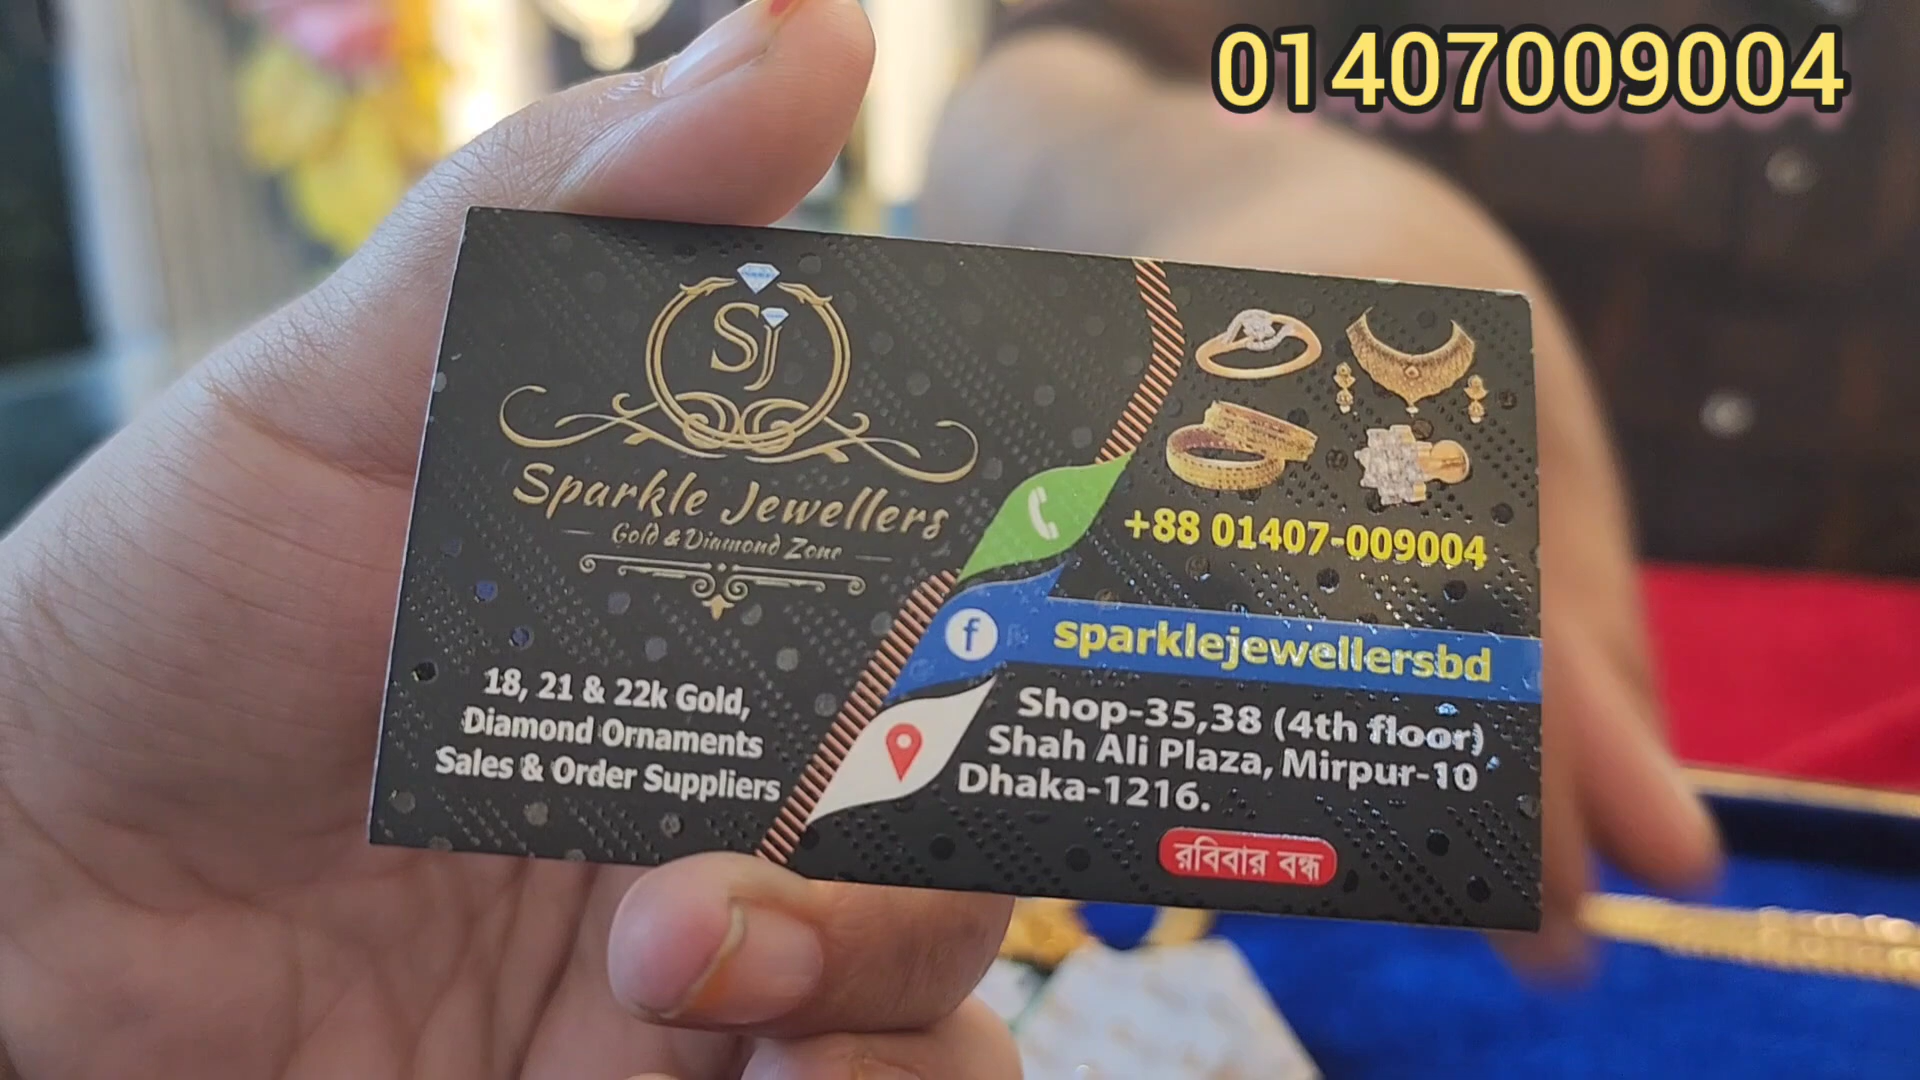 01407009004
Sj
Sparkle Jewellers
Gold & Diamond Zone
18, 21 & 22k Gold,
Diamond Ornaments
Sales & Order Suppliers
+88 01407-009004
f
sparklejewellersbd
Shop-35,38 (4th floor)
Shah Ali Plaza, Mirpur-10
Dhaka-1216.
রবিবার বন্ধ